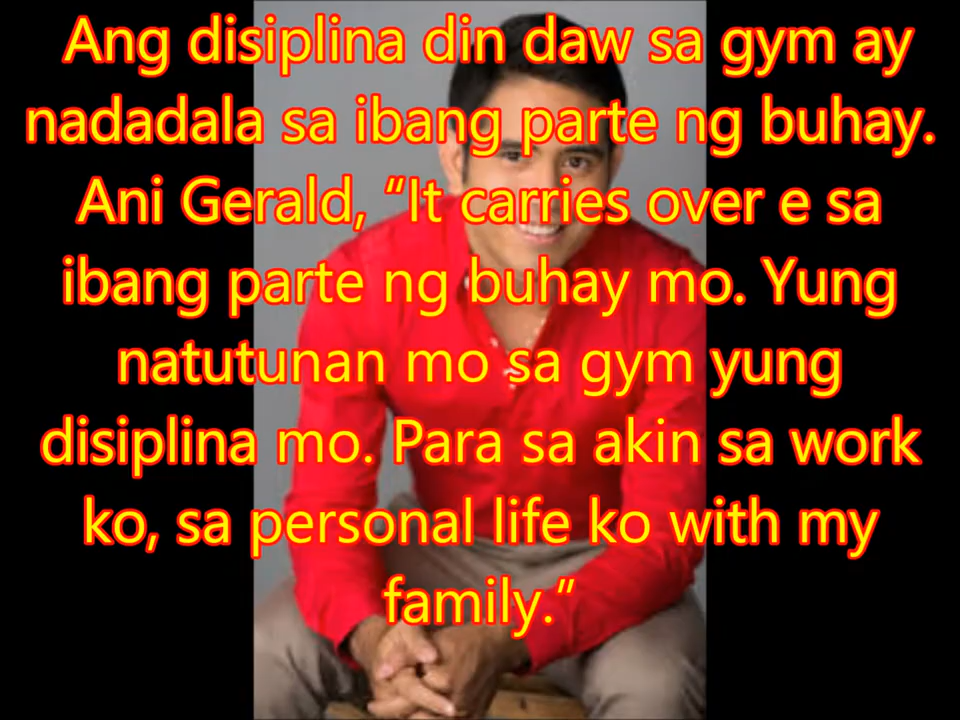 Ang disiplina din daw sa gym ay
nadadala sa ibang parte ng buhay.
Ani Gerald, “It carries over e sa
ibang parte ng buhay mo. Yung
natutunan mo sa gym yung
disiplina mo. Para sa akin sa work
ko, sa personal life ko with my
family.”